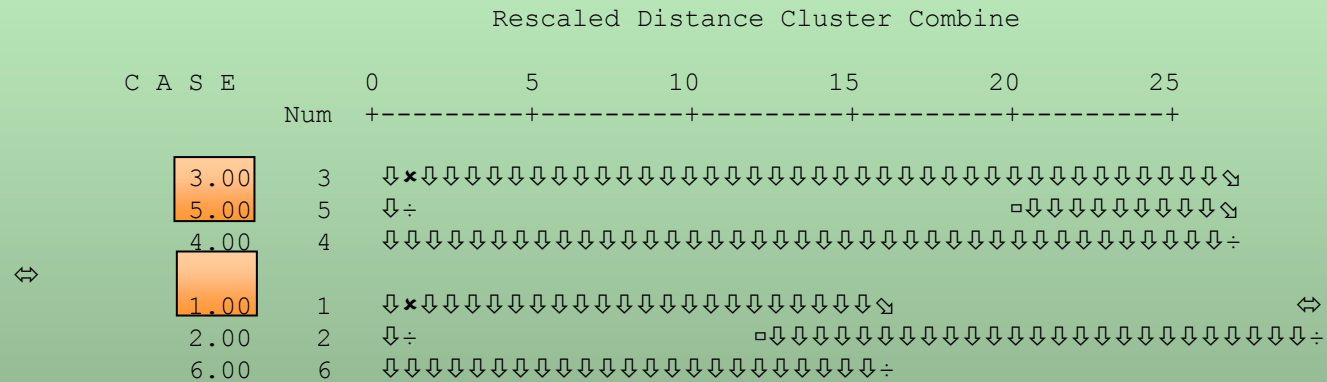 Rescaled Distance Cluster Combine
C A S E 0 5 10 15 20 25
Num +---------+---------+---------+---------+---------+
3.00 3 ⇩×⇩⇩⇩⇩⇩⇩⇩⇩⇩⇩⇩⇩⇩⇩⇩⇩⇩⇩⇩⇩⇩⇩⇩⇩⇩⇩⇩⇩⇩⇩⇩⇩⇩⇩⇩⇩⇩⬂
5.00 5 ⇩÷ ▫⇩⇩⇩⇩⇩⇩⇩⇩⇩⬂
4.00 4 ⇩⇩⇩⇩⇩⇩⇩⇩⇩⇩⇩⇩⇩⇩⇩⇩⇩⇩⇩⇩⇩⇩⇩⇩⇩⇩⇩⇩⇩⇩⇩⇩⇩⇩⇩⇩⇩⇩⇩÷
⇔
1.00 1 ⇩×⇩⇩⇩⇩⇩⇩⇩⇩⇩⇩⇩⇩⇩⇩⇩⇩⇩⇩⇩⇩⇩⬂ ⇔
2.00 2 ⇩÷ ▫⇩⇩⇩⇩⇩⇩⇩⇩⇩⇩⇩⇩⇩⇩⇩⇩⇩⇩⇩⇩⇩⇩⇩⇩⇩÷
6.00 6 ⇩⇩⇩⇩⇩⇩⇩⇩⇩⇩⇩⇩⇩⇩⇩⇩⇩⇩⇩⇩⇩⇩⇩÷